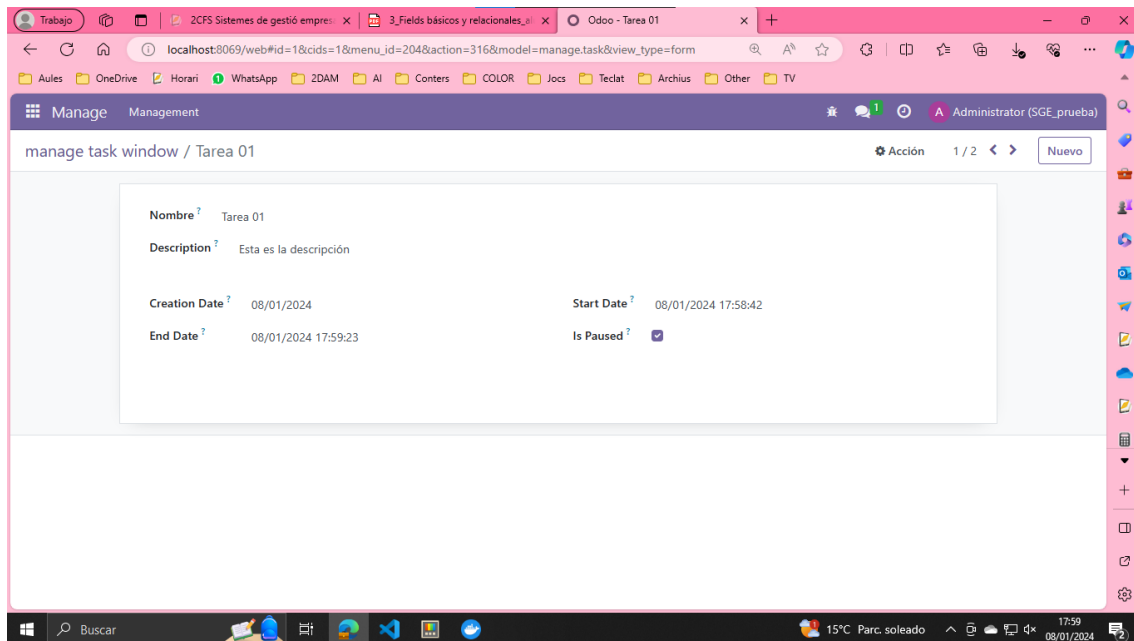 Trabajo 2CFS Sistemes de gestió empres 3_Fields básicos y relacionales_al Odoo - Tarea 01
localhost:8069/web#id=1&cids=1&menu_id=204&action=316&model=manage.task&view_type=form
Aules OneDrive Horari WhatsApp 2DAM AI Conters COLOR Jocs Teclat Archius Other TV
Manage Management 1 A Administrator (SGE_prueba)
manage task window / Tarea 01 Acción 1 / 2 Nuevo
Nombre ? Tarea 01
Description ? Esta es la descripción
Creation Date ? 08/01/2024 Start Date ? 08/01/2024 17:58:42
End Date ? 08/01/2024 17:59:23 Is Paused ?
Buscar 15°C Parc. soleado 17:59
08/01/2024 2